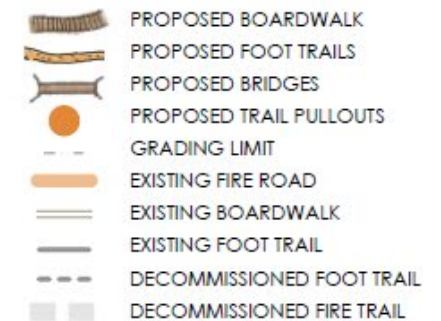 PROPOSED BOARDWALK
PROPOSED FOOT TRAILS
PROPOSED BRIDGES
PROPOSED TRAIL PULLOUTS
GRADING LIMIT
EXISTING FIRE ROAD
EXISTING BOARDWALK
EXISTING FOOT TRAIL
DECOMMISSIONED FOOT TRAIL
DECOMMISSIONED FIRE TRAIL